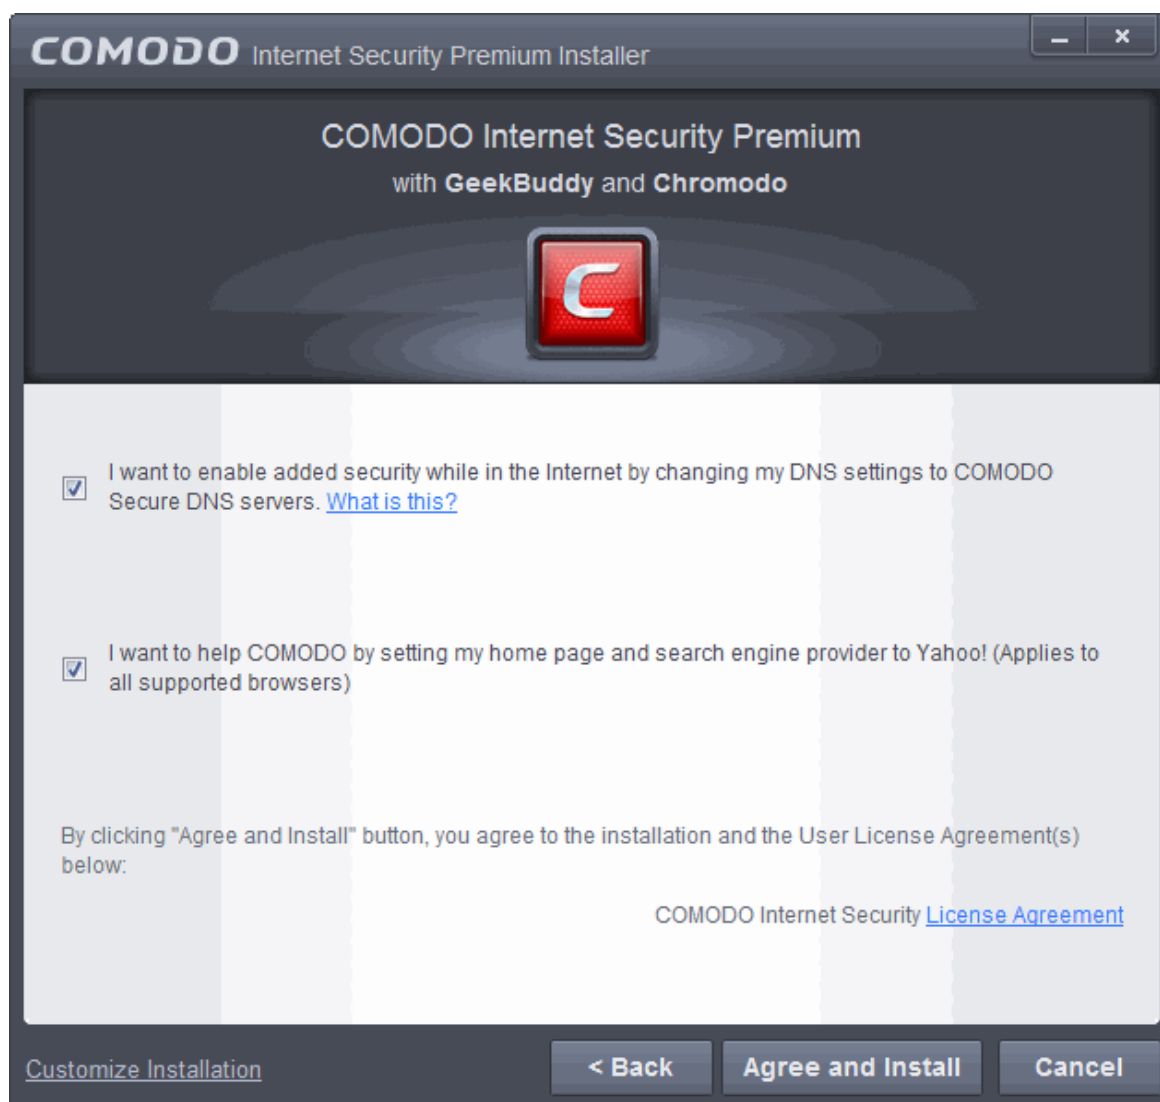 COMODO Internet Security Premium Installer
COMODO Internet Security Premium
with GeekBuddy and Chromodo
I want to enable added security while in the Internet by changing my DNS settings to COMODO
Secure DNS servers. What is this?
I want to help COMODO by setting my home page and search engine provider to Yahoo! (Applies to
all supported browsers)
By clicking "Agree and Install" button, you agree to the installation and the User License Agreement(s)
below:
COMODO Internet Security License Agreement
Customize Installation
< Back
Agree and Install
Cancel